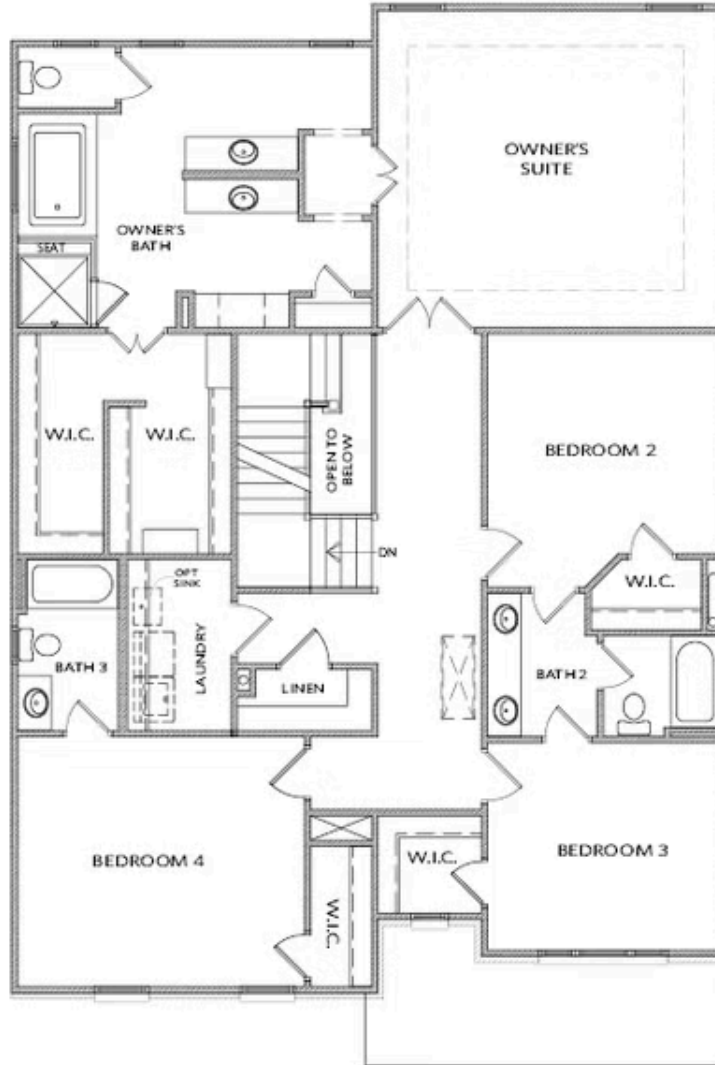 OWNER'S
SUITE
SEAT
OWNER'S
BATH
W.I.C.
W.I.C.
OPEN TO
BELOW
BEDROOM 2
DN
W.I.C.
OPT
SINK
LAUNDRY
BATH 3
LINEN
BATH 2
BEDROOM 4
W.I.C.
W.I.C.
BEDROOM 3